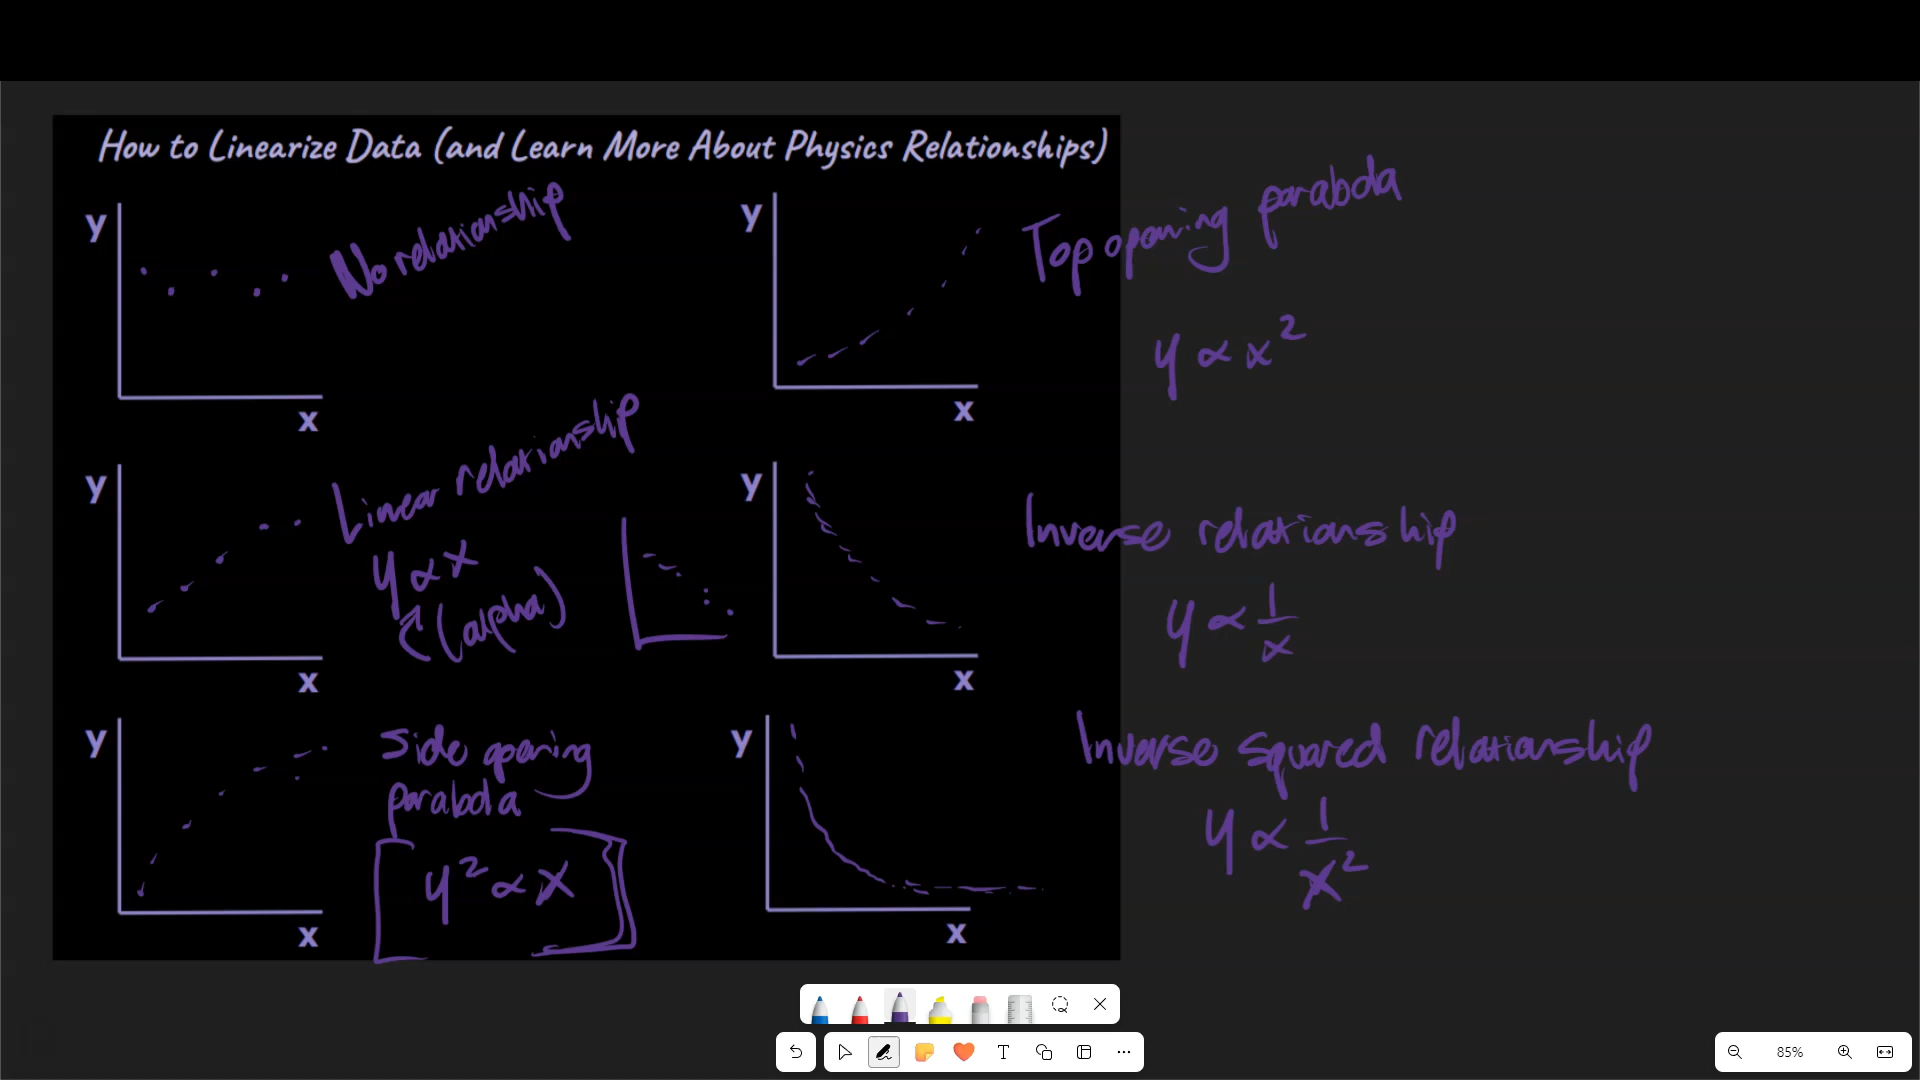 How to Linearize Data (and Learn More About Physics Relationships)
y
No relationship
x
y
Top opening parabola
y ∝ x²
x
y
Linear relationship
y ∝ x
(alpha)
x
y
Inverse relationship
y ∝ 1/x
x
y
Side opening
parabola
y² ∝ x
x
y
Inverse squared relationship
y ∝ 1/x²
x
T
85%